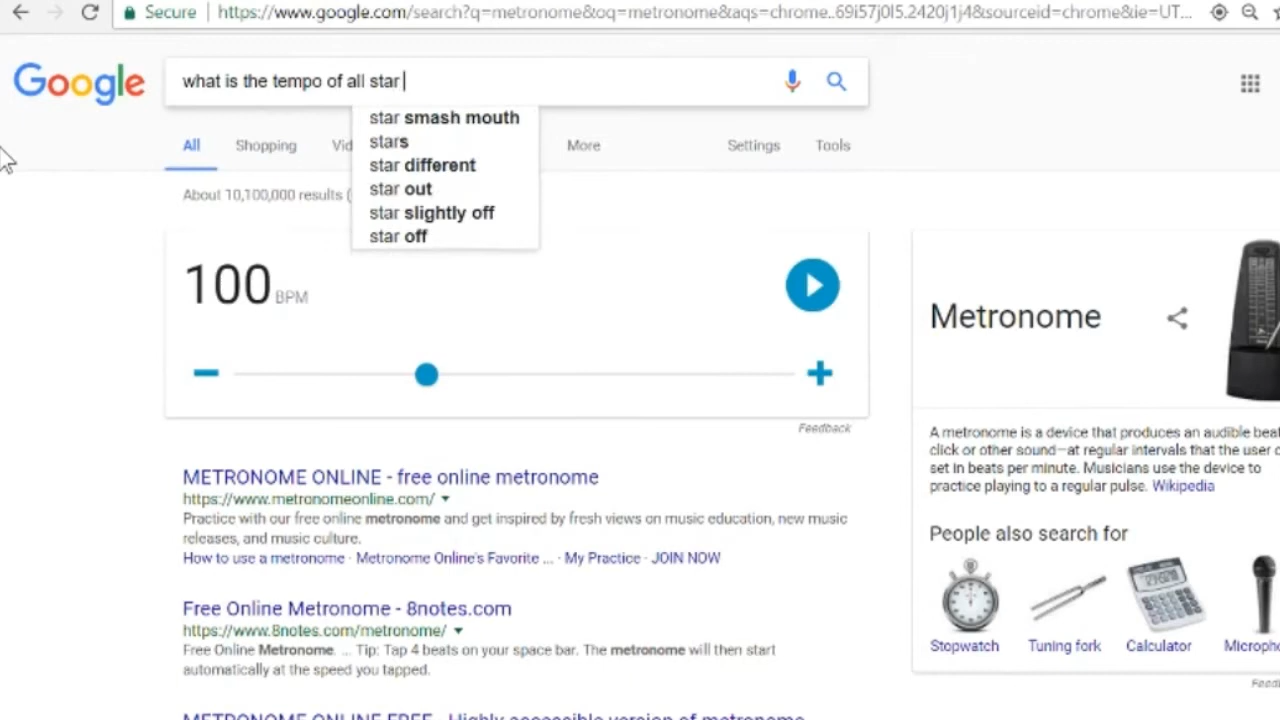 Secure https://www.google.com/search?q=metronome&oq=metronome&aqs=chrome..69i57j0l5.2420j1j4&sourceid=chrome&ie=UT...
Google what is the tempo of all star
star smash mouth
stars
star different
star out
star slightly off
star off
All Shopping Vid More Settings Tools
About 10,100,000 results (
100 BPM
Feedback
METRONOME ONLINE - free online metronome
https://www.metronomeonline.com/
Practice with our free online metronome and get inspired by fresh views on music education, new music
releases, and music culture.
How to use a metronome · Metronome Online's Favorite ... · My Practice · JOIN NOW
Free Online Metronome - 8notes.com
https://www.8notes.com/metronome/
Free Online Metronome. ... Tip: Tap 4 beats on your space bar. The metronome will then start
automatically at the speed you tapped.
METRONOME ONLINE FREE - Highly accessible version of metronome
Metronome
A metronome is a device that produces an audible beat
click or other sound—at regular intervals that the user c
set in beats per minute. Musicians use the device to
practice playing to a regular pulse. Wikipedia
People also search for
Stopwatch Tuning fork Calculator Micropho
Feedb